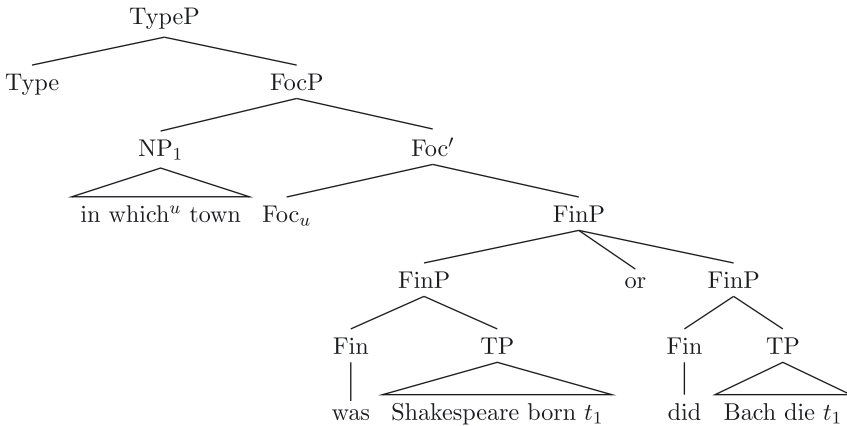 TypeP
Type FocP
NP₁ Foc′
in whichᵘ town Focᵤ FinP
FinP or FinP
Fin TP Fin TP
was Shakespeare born t₁ did Bach die t₁